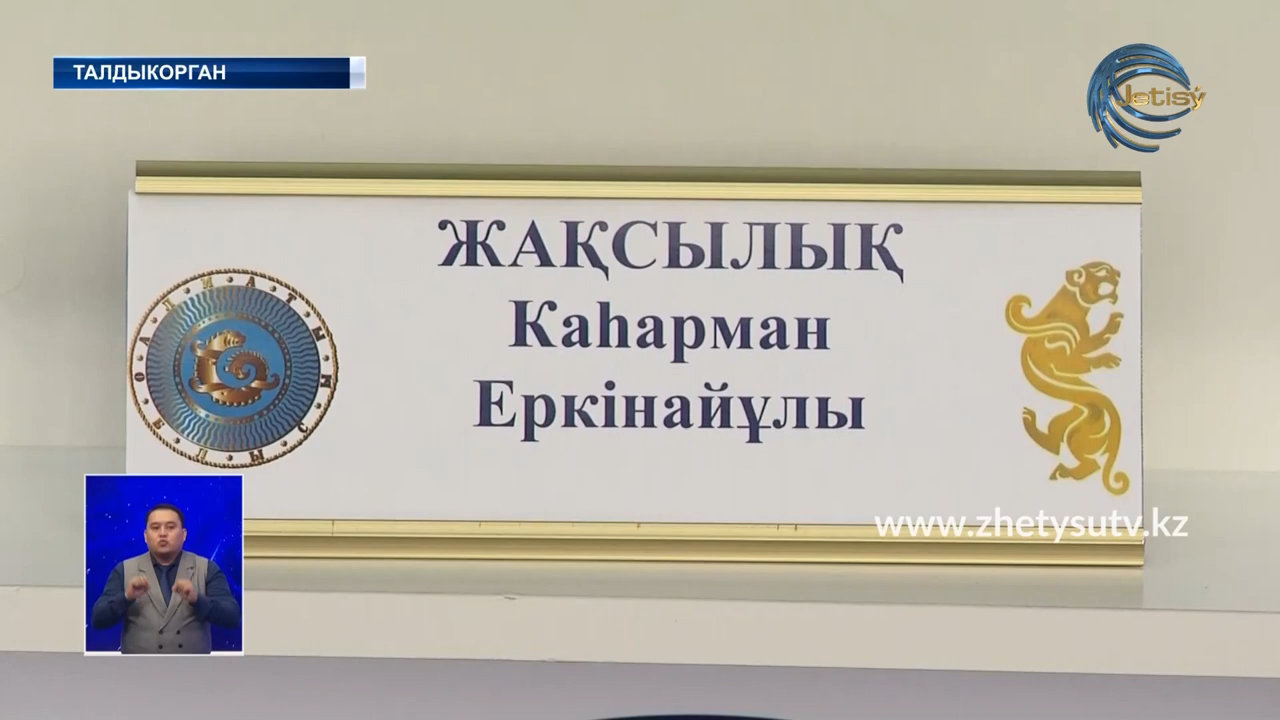 ТАЛДЫКОРГАН
Jetisý
ЖАҚСЫЛЫҚ
Каһарман
Еркінайұлы
www.zhetysutv.kz